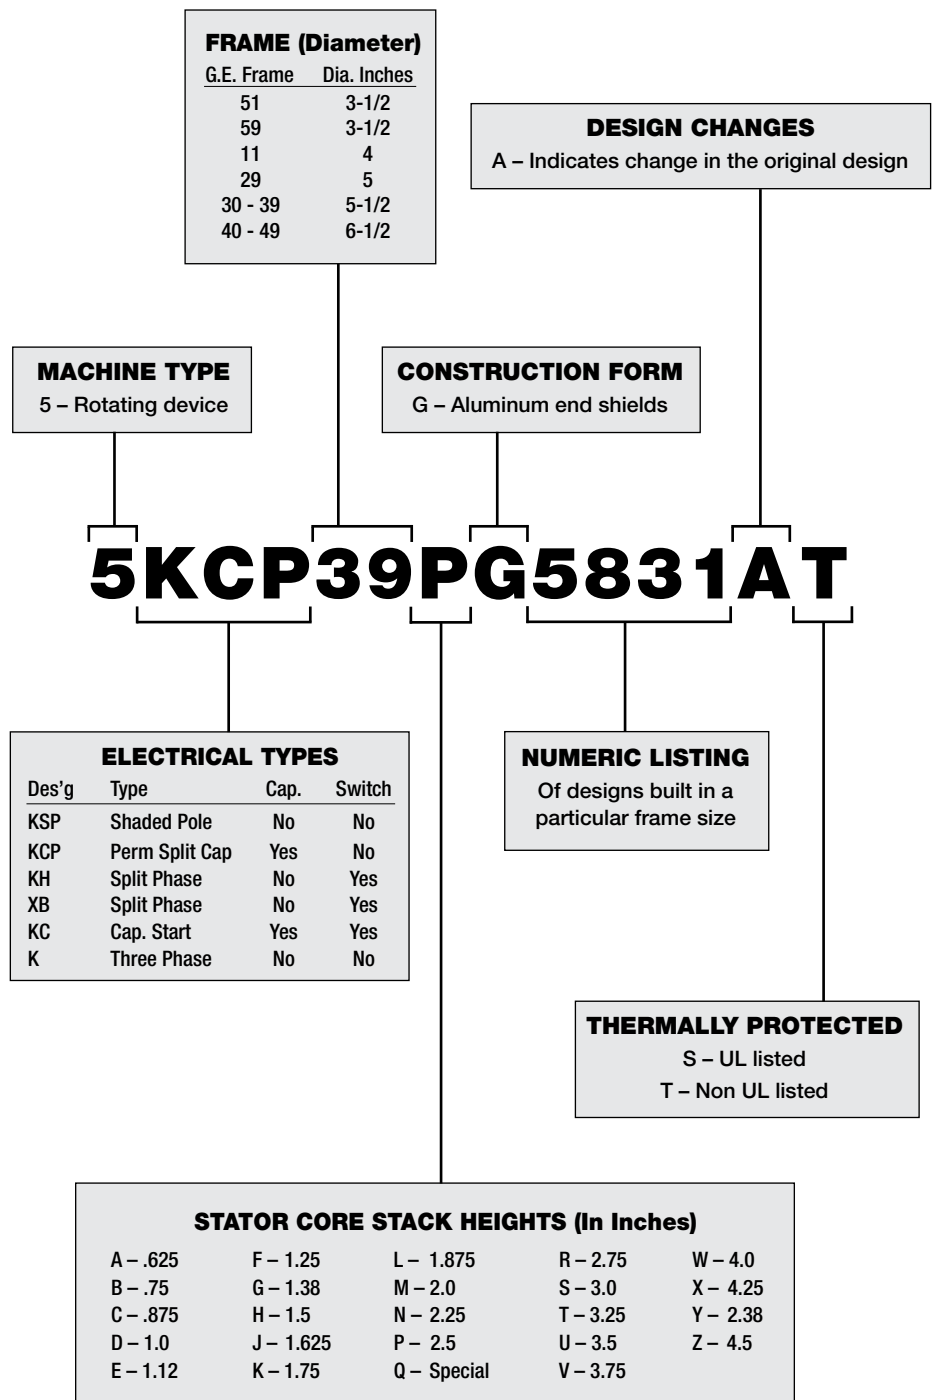 FRAME (Diameter)
G.E. Frame Dia. Inches
51 3-1/2
59 3-1/2
11 4
29 5
30 - 39 5-1/2
40 - 49 6-1/2
DESIGN CHANGES
A – Indicates change in the original design
MACHINE TYPE
5 – Rotating device
CONSTRUCTION FORM
G – Aluminum end shields
5KCP39PG5831AT
ELECTRICAL TYPES
Des'g Type Cap. Switch
KSP Shaded Pole No No
KCP Perm Split Cap Yes No
KH Split Phase No Yes
XB Split Phase No Yes
KC Cap. Start Yes Yes
K Three Phase No No
NUMERIC LISTING
Of designs built in a
particular frame size
THERMALLY PROTECTED
S – UL listed
T – Non UL listed
STATOR CORE STACK HEIGHTS (In Inches)
A – .625 F – 1.25 L – 1.875 R – 2.75 W – 4.0
B – .75 G – 1.38 M – 2.0 S – 3.0 X – 4.25
C – .875 H – 1.5 N – 2.25 T – 3.25 Y – 2.38
D – 1.0 J – 1.625 P – 2.5 U – 3.5 Z – 4.5
E – 1.12 K – 1.75 Q – Special V – 3.75